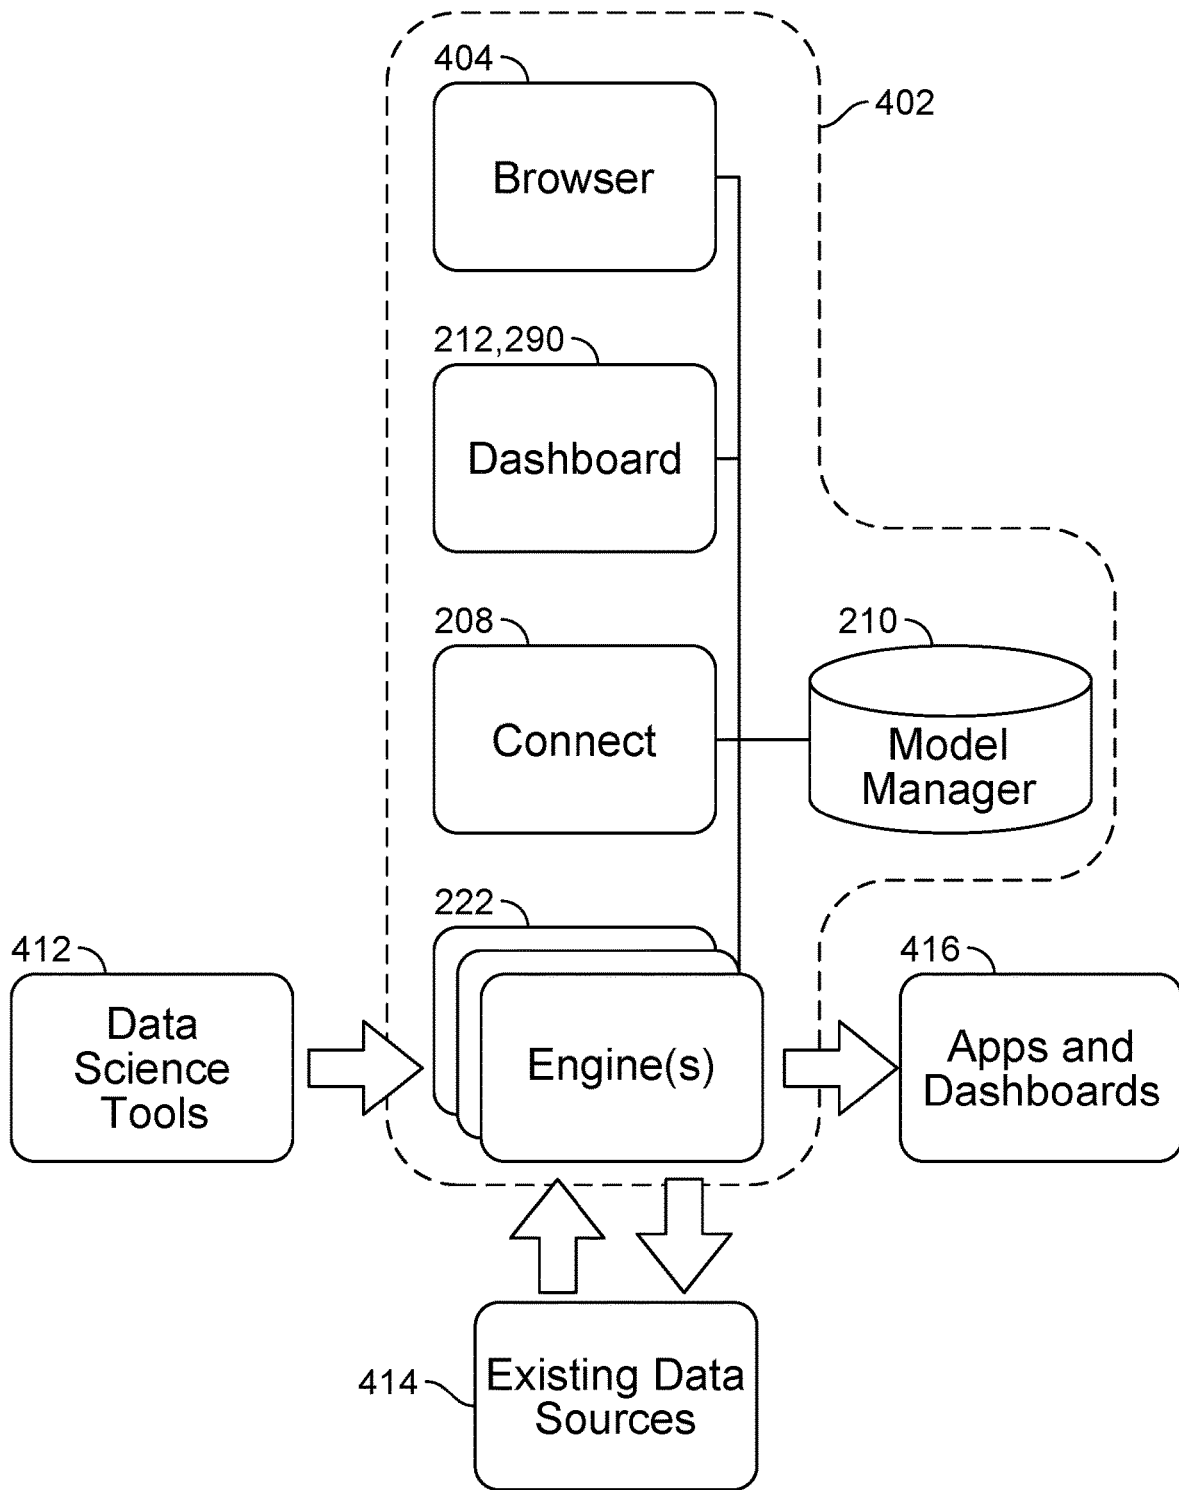 404
402
Browser
212,290
Dashboard
208
210
Connect
Model
Manager
222
412
416
Data
Science
Tools
Engine(s)
Apps and
Dashboards
414
Existing Data
Sources